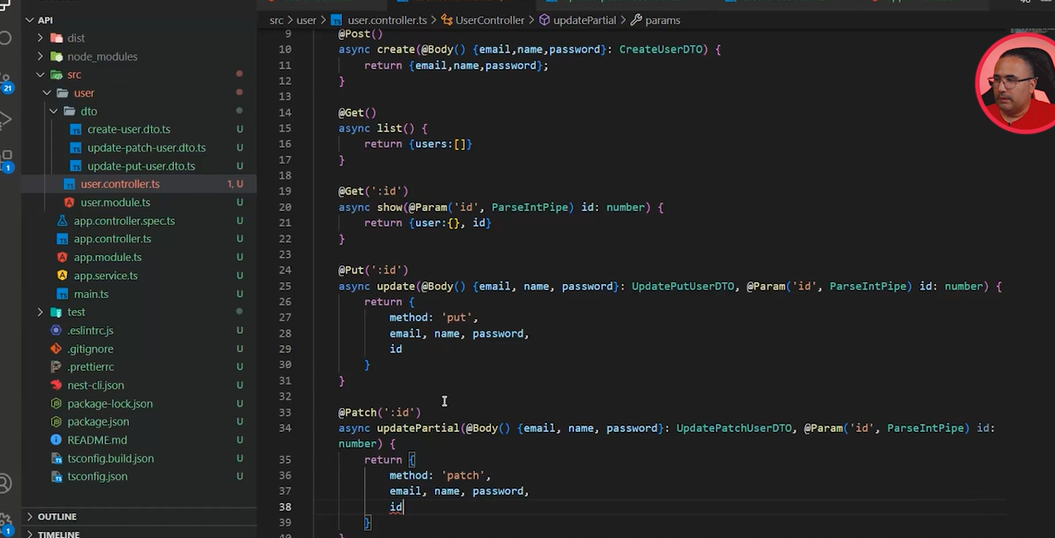 API
dist
node_modules
src
user
dto
create-user.dto.ts U
update-patch-user.dto.ts U
update-put-user.dto.ts U
user.controller.ts 1, U
user.module.ts U
app.controller.spec.ts U
app.controller.ts U
app.module.ts U
app.service.ts U
main.ts U
test
.eslintrc.js U
.gitignore U
.prettierrc U
nest-cli.json U
package-lock.json U
package.json U
README.md U
tsconfig.build.json U
tsconfig.json U
OUTLINE
TIMELINE
21
1
1
src > user > user.controller.ts > UserController > updatePartial > params
9 @Post()
10 async create(@Body() {email,name,password}: CreateUserDTO) {
11 return {email,name,password};
12 }
13
14 @Get()
15 async list() {
16 return {users:[]}
17 }
18
19 @Get(':id')
20 async show(@Param('id', ParseIntPipe) id: number) {
21 return {user:{}, id}
22 }
23
24 @Put(':id')
25 async update(@Body() {email, name, password}: UpdatePutUserDTO, @Param('id', ParseIntPipe) id: number) {
26 return {
27 method: 'put',
28 email, name, password,
29 id
30 }
31 }
32
33 @Patch(':id')
34 async updatePartial(@Body() {email, name, password}: UpdatePatchUserDTO, @Param('id', ParseIntPipe) id:
number) {
35 return {
36 method: 'patch',
37 email, name, password,
38 id
39 }
40 }